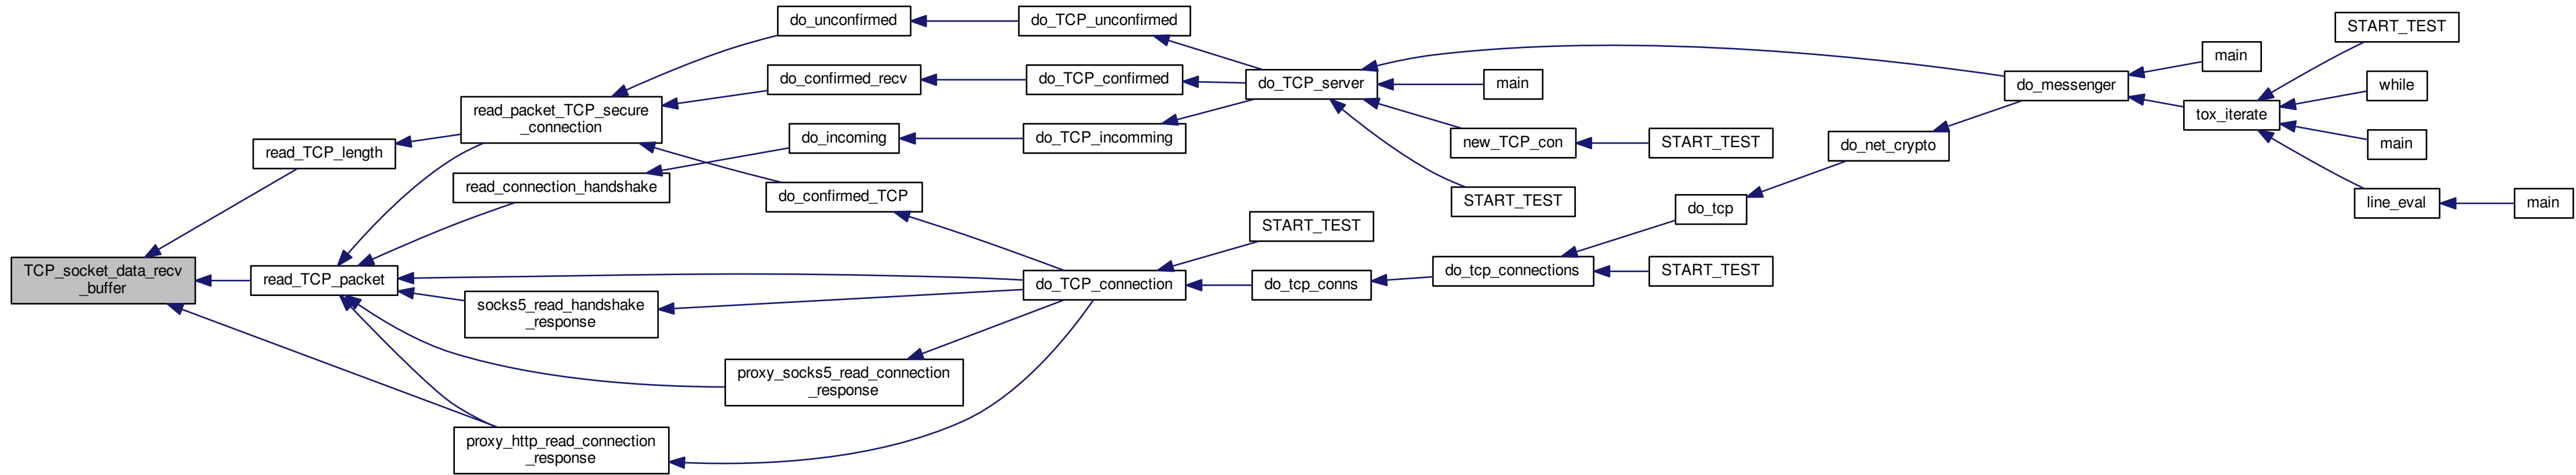 TCP_socket_data_recv
_buffer
read_TCP_length
read_TCP_packet
read_packet_TCP_secure
_connection
read_connection_handshake
socks5_read_handshake
_response
proxy_http_read_connection
_response
do_unconfirmed
do_confirmed_recv
do_incoming
do_confirmed_TCP
proxy_socks5_read_connection
_response
do_TCP_unconfirmed
do_TCP_confirmed
do_TCP_incomming
do_TCP_connection
do_TCP_server
START_TEST
do_tcp_conns
main
new_TCP_con
START_TEST
do_tcp_connections
START_TEST
START_TEST
do_tcp
do_net_crypto
do_messenger
main
tox_iterate
START_TEST
while
main
line_eval
main